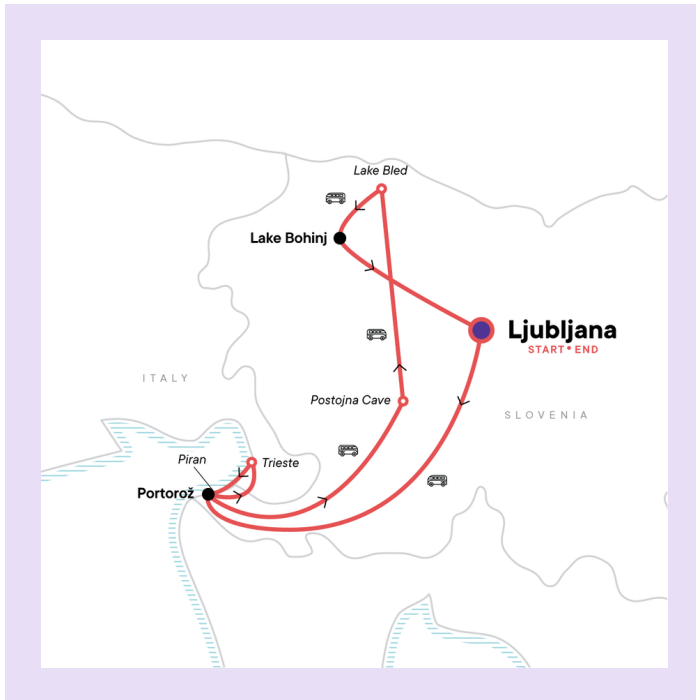 Lake Bled
Lake Bohinj
Ljubljana
START • END
ITALY
Postojna Cave
SLOVENIA
Piran
Trieste
Portorož